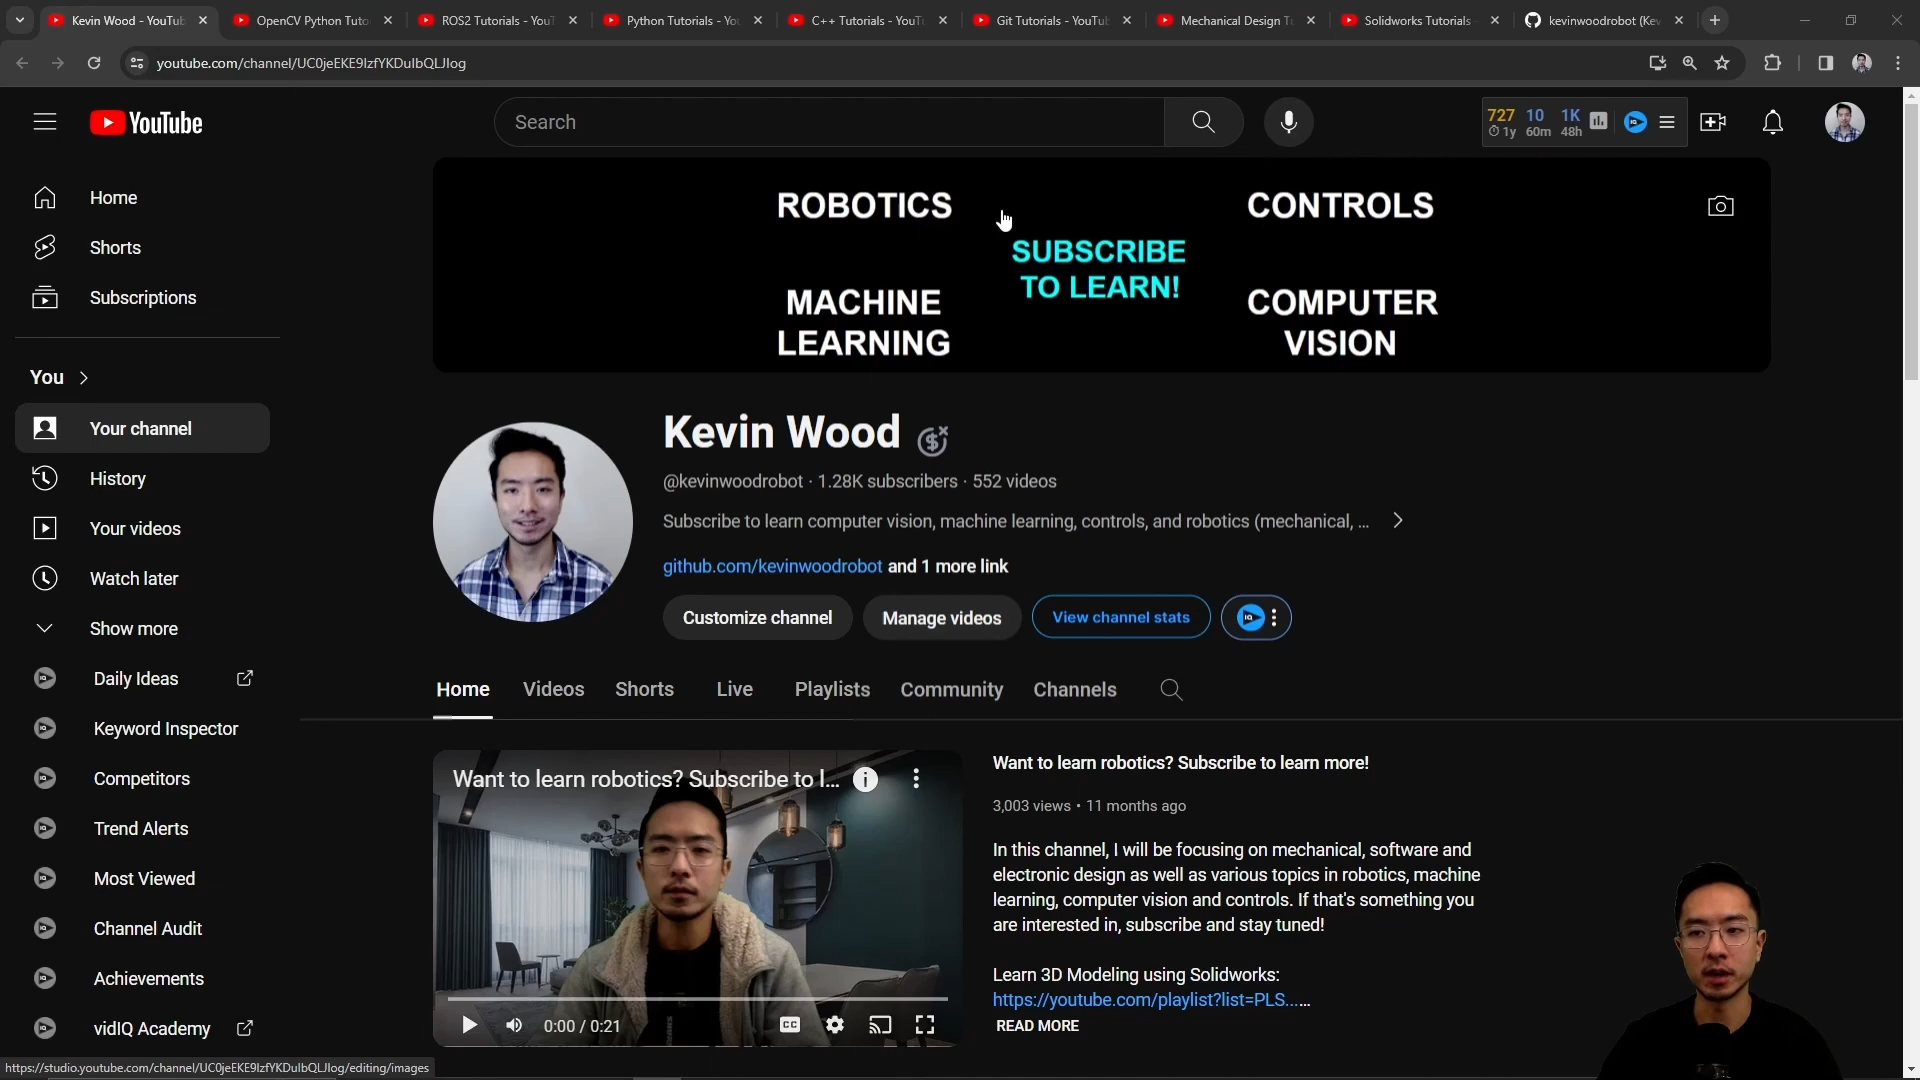 Kevin Wood - YouTub
OpenCV Python Tuto
ROS2 Tutorials - YouT
Python Tutorials - Yo
C++ Tutorials - YouTu
Git Tutorials - YouTub
Mechanical Design T
Solidworks Tutorials
kevinwoodrobot (Kev
youtube.com/channel/UC0jeEKE9IzfYKDulbQLJlog
YouTube
Search
727 10 1K
1y 60m 48h
Home
Shorts
Subscriptions
You
Your channel
History
Your videos
Watch later
Show more
Daily Ideas
Keyword Inspector
Competitors
Trend Alerts
Most Viewed
Channel Audit
Achievements
vidIQ Academy
ROBOTICS
CONTROLS
SUBSCRIBE
TO LEARN!
MACHINE
LEARNING
COMPUTER
VISION
Kevin Wood
@kevinwoodrobot · 1.28K subscribers · 552 videos
Subscribe to learn computer vision, machine learning, controls, and robotics (mechanical, ...
github.com/kevinwoodrobot and 1 more link
Customize channel
Manage videos
View channel stats
Home
Videos
Shorts
Live
Playlists
Community
Channels
Want to learn robotics? Subscribe to l...
0:00 / 0:21
Want to learn robotics? Subscribe to learn more!
3,003 views • 11 months ago
In this channel, I will be focusing on mechanical, software and
electronic design as well as various topics in robotics, machine
learning, computer vision and controls. If that's something you
are interested in, subscribe and stay tuned!
Learn 3D Modeling using Solidworks:
https://youtube.com/playlist?list=PLS......
READ MORE
https://studio.youtube.com/channel/UC0jeEKE9IzfYKDulbQLJlog/editing/images